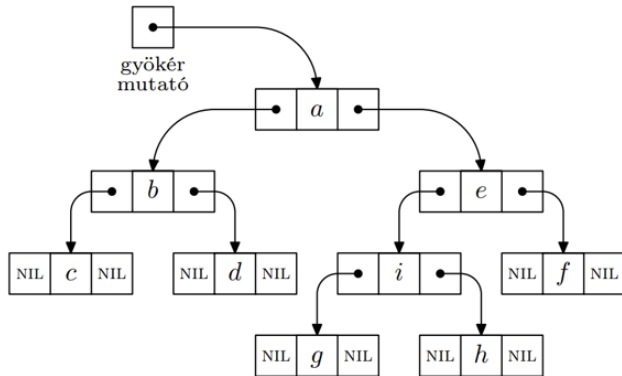 gyökér
mutató
a
b
e
NIL c NIL
NIL d NIL
i
NIL f NIL
NIL g NIL
NIL h NIL